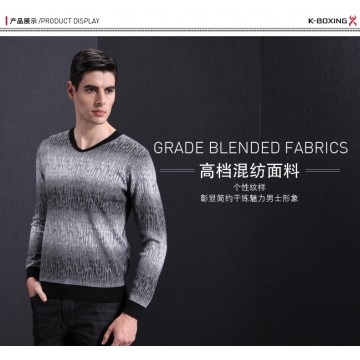 产品展示/PRODUCT DISPLAY
K-BOXING
GRADE BLENDED FABRICS
高档混纺面料
个性纹样
彰显简约干练魅力男士形象